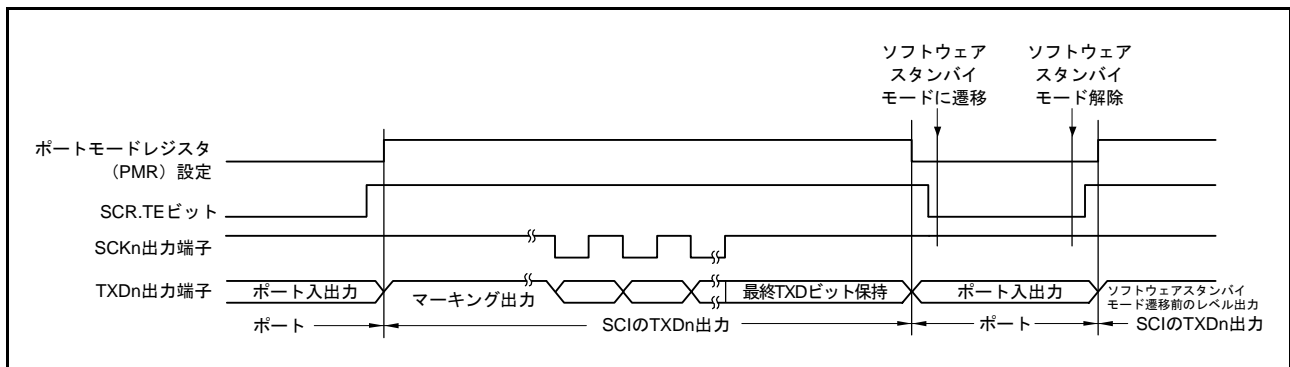 ソフトウェア
スタンバイ
モードに遷移
ソフトウェア
スタンバイ
モード解除
ポートモードレジスタ
（PMR）設定
SCR.TEビット
SCKn出力端子
TXDn出力端子
ポート入出力
マーキング出力
最終TXDビット保持
ポート入出力
ソフトウェアスタンバイ
モード遷移前のレベル出力
ポート
SCIのTXDn出力
ポート
SCIのTXDn出力